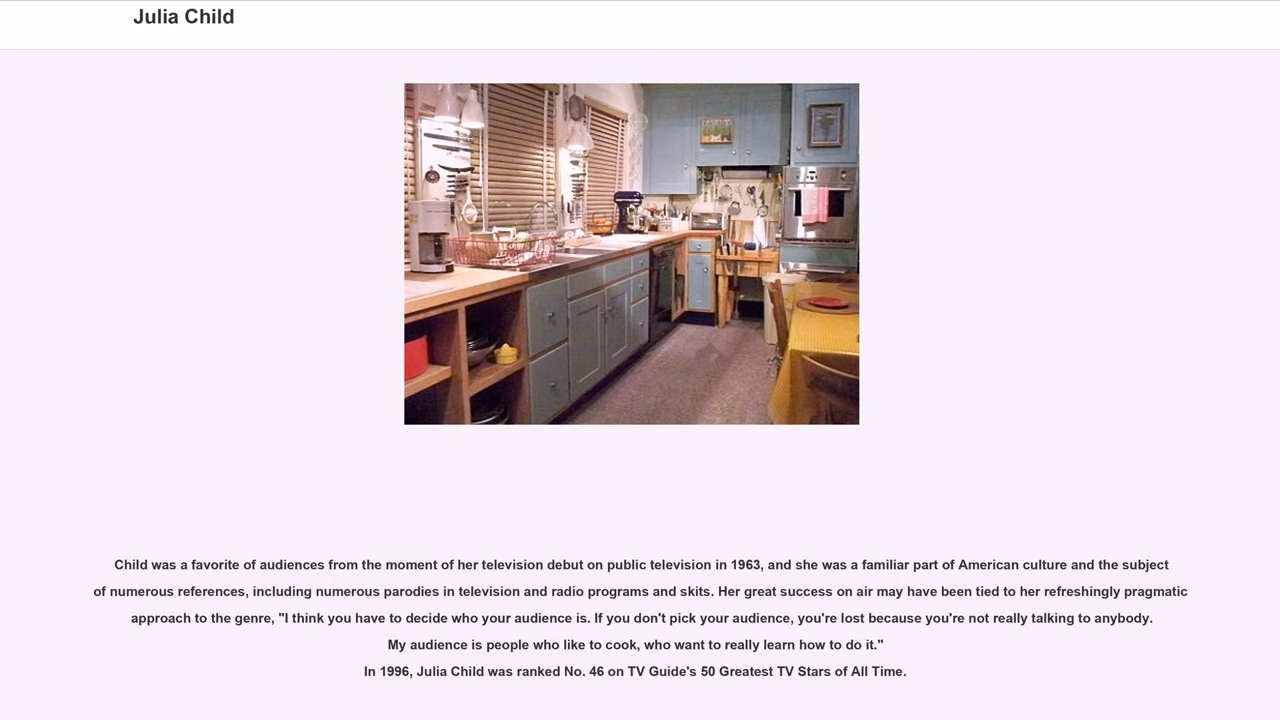 Julia Child
Child was a favorite of audiences from the moment of her television debut on public television in 1963, and she was a familiar part of American culture and the subject
of numerous references, including numerous parodies in television and radio programs and skits. Her great success on air may have been tied to her refreshingly pragmatic
approach to the genre, "I think you have to decide who your audience is. If you don't pick your audience, you're lost because you're not really talking to anybody.
My audience is people who like to cook, who want to really learn how to do it."
In 1996, Julia Child was ranked No. 46 on TV Guide's 50 Greatest TV Stars of All Time.